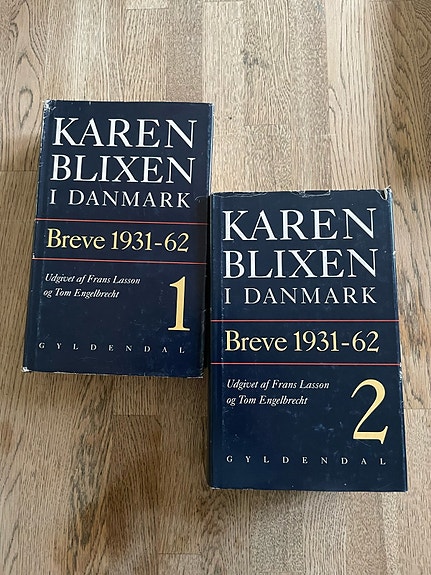 KAREN
BLIXEN
I DANMARK
Breve 1931-62
Udgivet af Frans Lasson
og Tom Engelbrecht
1
GYLDENDAL
KAREN
BLIXEN
I DANMARK
Breve 1931-62
Udgivet af Frans Lasson
og Tom Engelbrecht
2
GYLDENDAL